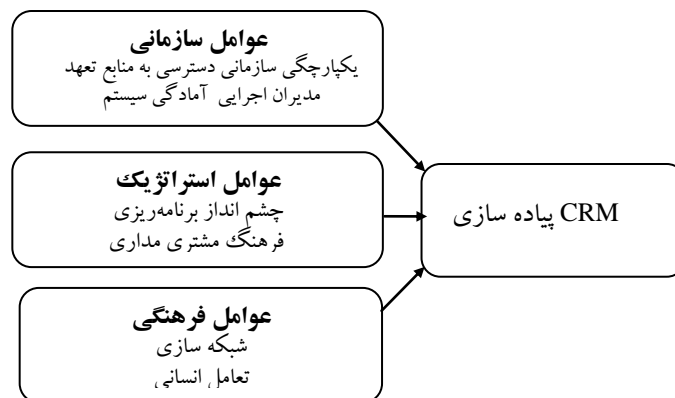 عوامل سازمانی
یکپارچگی سازمانی دسترسی به منابع تعهد
مدیران اجرایی آمادگی سیستم
عوامل استراتژیک
چشم انداز برنامه‌ریزی
فرهنگ مشتری مداری
پیاده سازی CRM
عوامل فرهنگی
شبکه سازی
تعامل انسانی